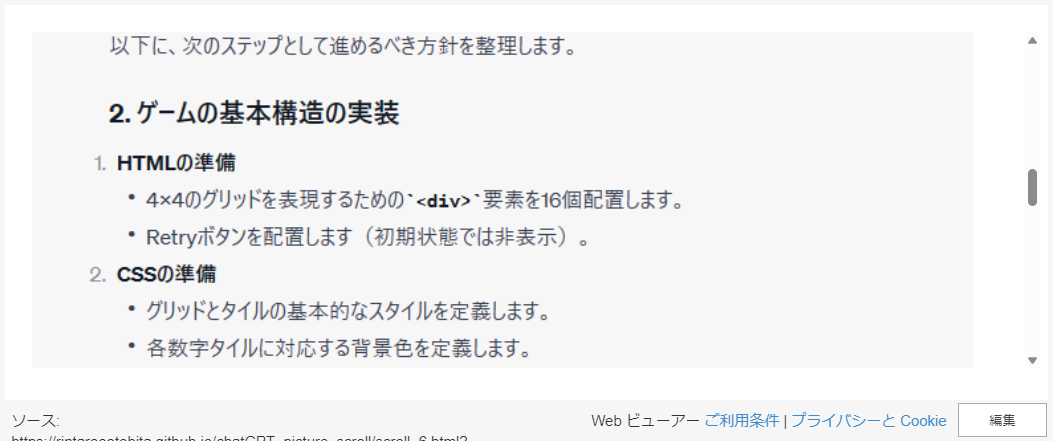 以下に、次のステップとして進めるべき方針を整理します。
2. ゲームの基本構造の実装
1. HTMLの準備
• 4×4のグリッドを表現するための`<div>`要素を16個配置します。
• Retryボタンを配置します（初期状態では非表示）。
2. CSSの準備
• グリッドとタイルの基本的なスタイルを定義します。
• 各数字タイルに対応する背景色を定義します。
ソース:
Web ビューアー ご利用条件 | プライバシーと Cookie
編集